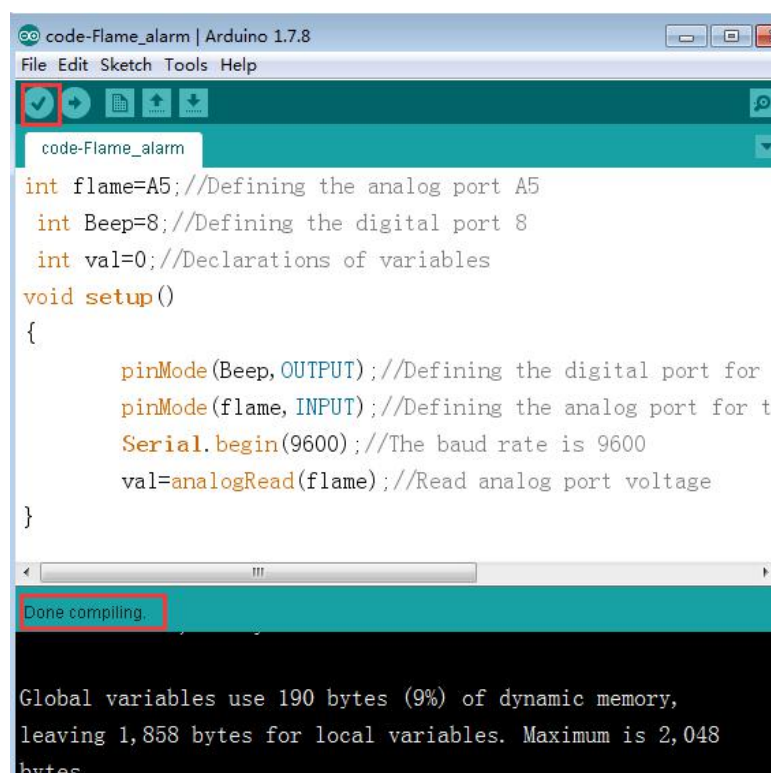 code-Flame_alarm | Arduino 1.7.8
File Edit Sketch Tools Help
code-Flame_alarm
int flame=A5;//Defining the analog port A5
int Beep=8;//Defining the digital port 8
int val=0;//Declarations of variables
void setup()
{
pinMode(Beep,OUTPUT);//Defining the digital port for
pinMode(flame,INPUT);//Defining the analog port for t
Serial.begin(9600);//The baud rate is 9600
val=analogRead(flame);//Read analog port voltage
}
Done compiling.
Global variables use 190 bytes (9%) of dynamic memory,
leaving 1,858 bytes for local variables. Maximum is 2,048
bytes